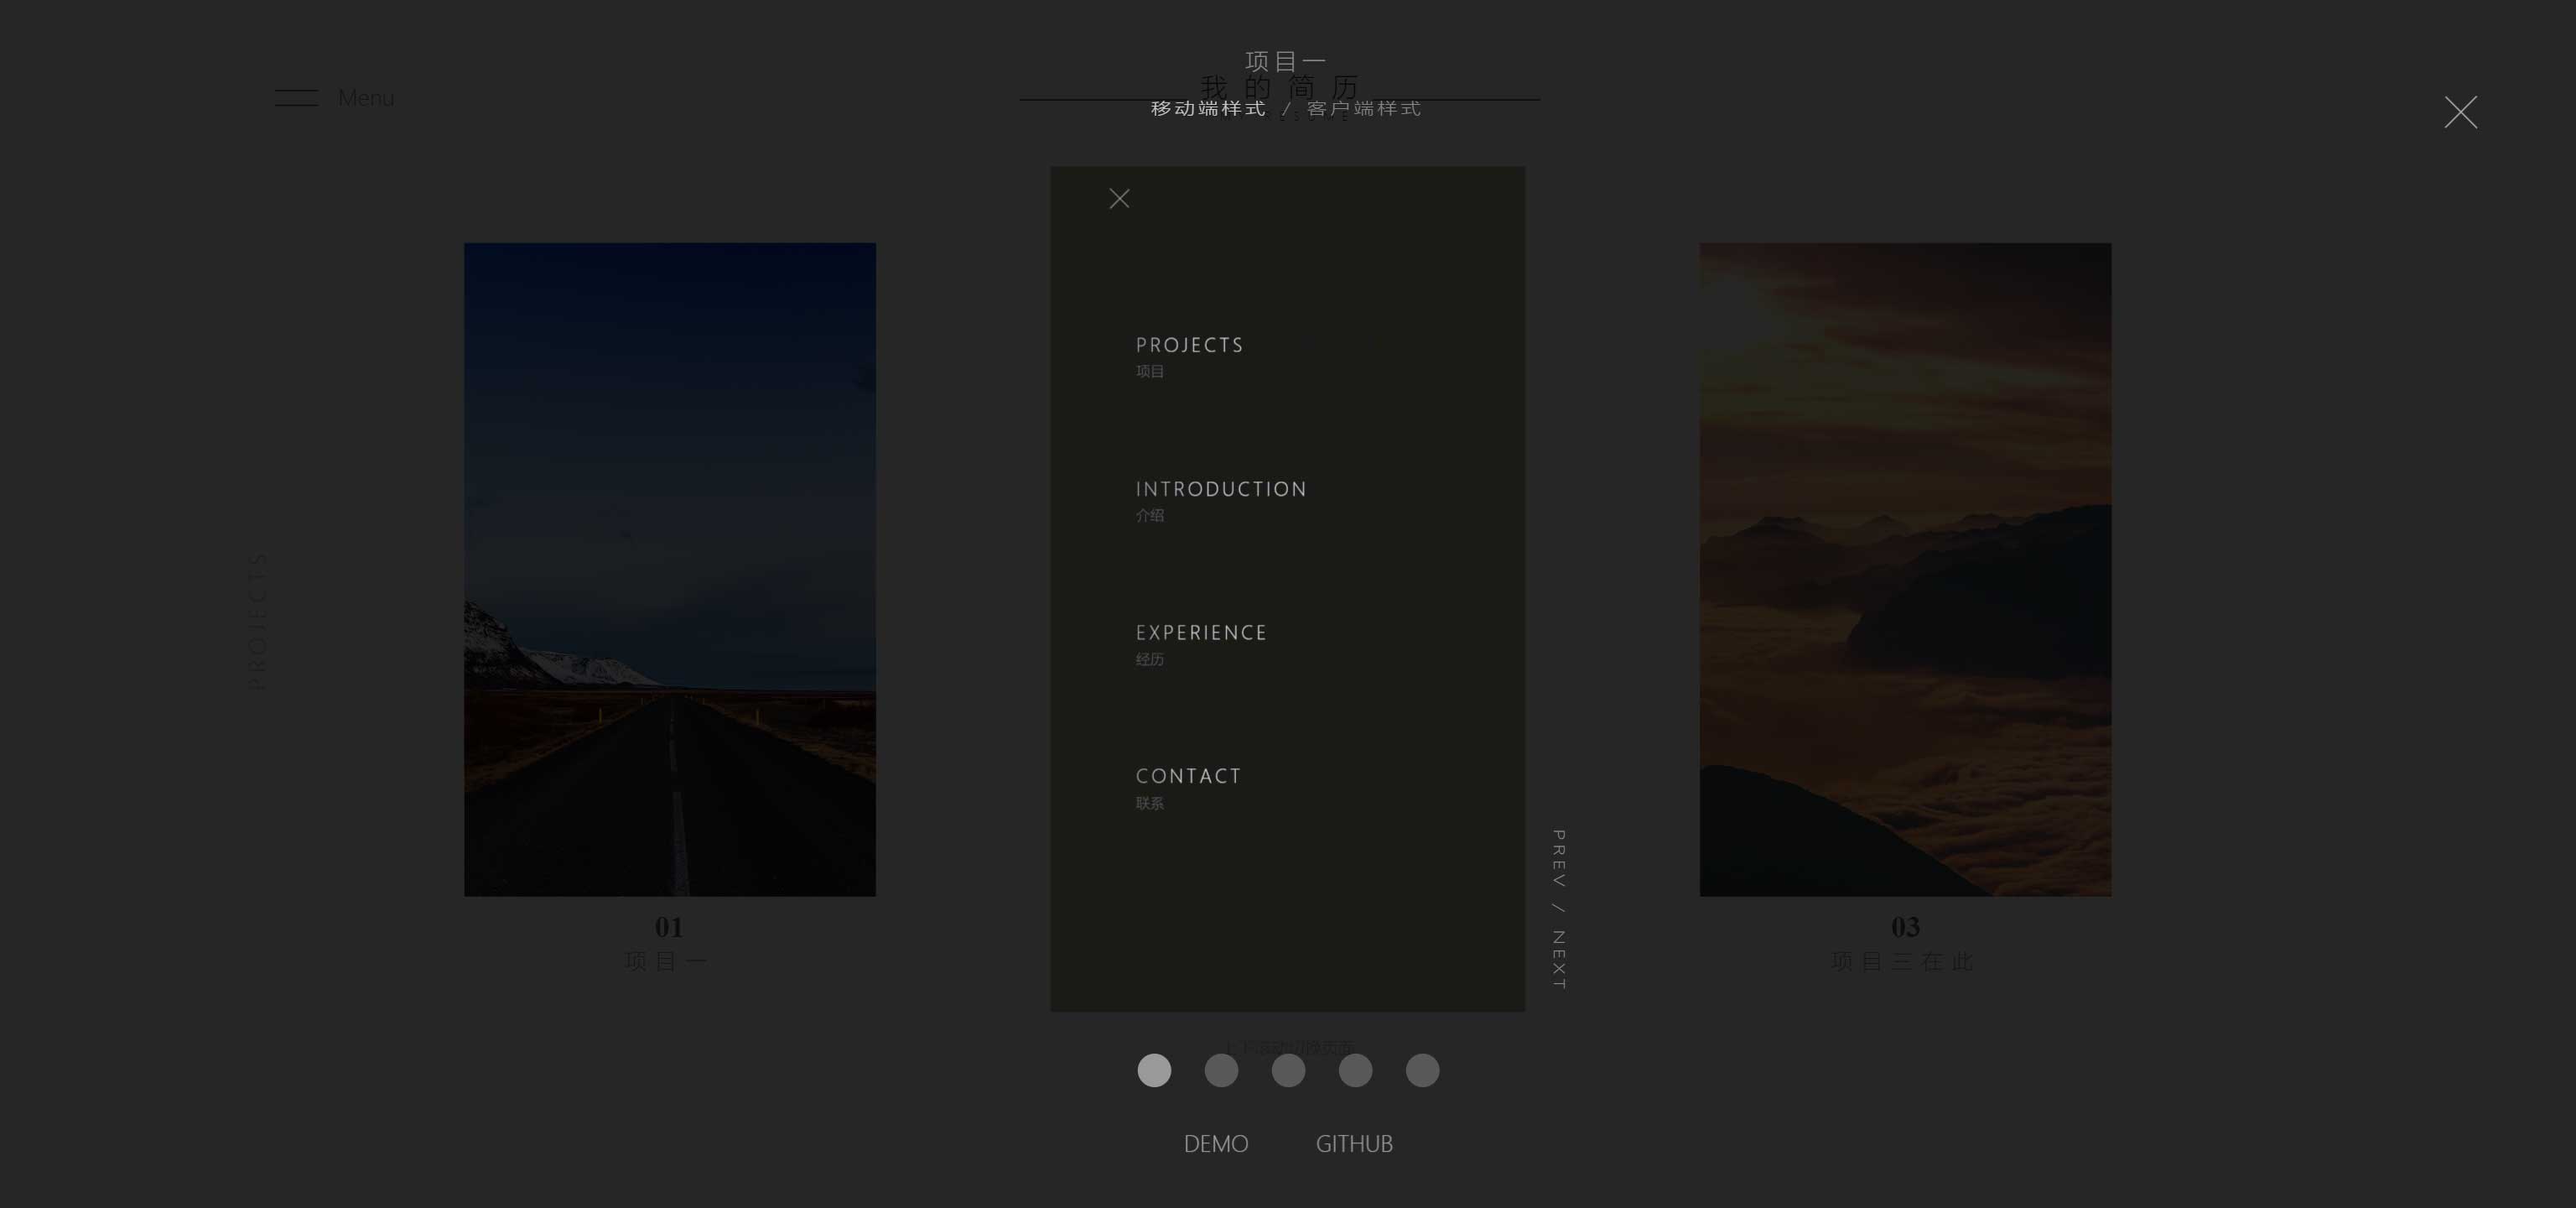 项目一
我的简历
Menu
移动端样式 / 客户端样式
PROJECTS
项目
INTRODUCTION
介绍
EXPERIENCE
经历
CONTACT
联系
PROJECTS
PREV / NEXT
01
项目一
03
项目三在此
DEMO
GITHUB